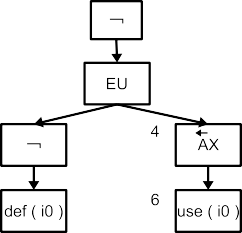 ¬
EU
¬
4
←AX
def ( i0 )
6
use ( i0 )